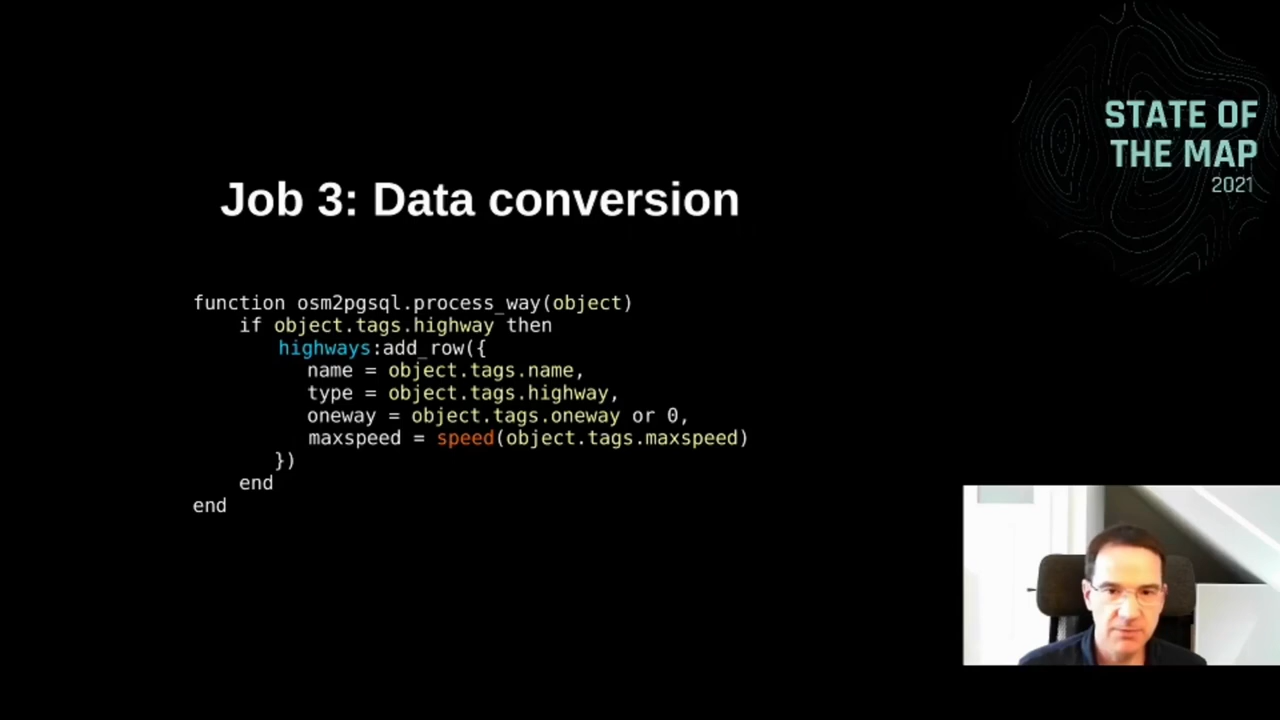 STATE OF
THE MAP
2021
Job 3: Data conversion
function osm2pgsql.process_way(object)
    if object.tags.highway then
        highways:add_row({
            name = object.tags.name,
            type = object.tags.highway,
            oneway = object.tags.oneway or 0,
            maxspeed = speed(object.tags.maxspeed)
        })
    end
end